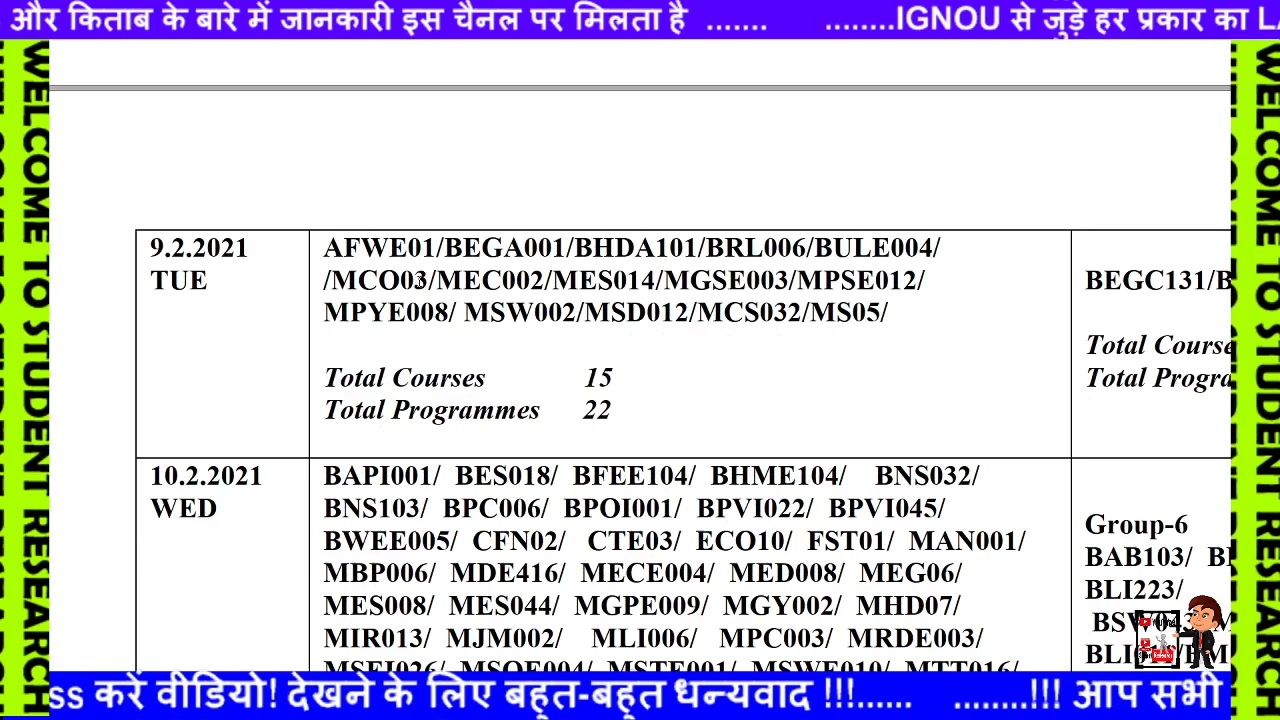 और किताब के बारे में जानकारी इस चैनल पर मिलता है ....... ........IGNOU से जुड़े हर प्रकार का
WELCOME TO STUDENT RESEARCH
WELCOME TO STUDENT RESEARCH
9.2.2021
TUE
AFWE01/BEGA001/BHDA101/BRL006/BULE004/
/MCO03/MEC002/MES014/MGSE003/MPSE012/
MPYE008/ MSW002/MSD012/MCS032/MS05/
Total Courses 15
Total Programmes 22
BEGC131/B
Total Course
Total Progra
10.2.2021
WED
BAPI001/ BES018/ BFEE104/ BHME104/ BNS032/
BNS103/ BPC006/ BPOI001/ BPVI022/ BPVI045/
BWEE005/ CFN02/ CTE03/ ECO10/ FST01/ MAN001/
MBP006/ MDE416/ MECE004/ MED008/ MEG06/
MES008/ MES044/ MGPE009/ MGY002/ MHD07/
MIR013/ MJM002/ MLI006/ MPC003/ MRDE003/
MSEI026/ MSOE004/ MSTE001/ MSWE010/ MTT016/
Group-6
BAB103/
BLI223/
ss करें वीडियो! देखने के लिए बहुत-बहुत धन्यवाद !!!...... ........!!! आप सभी